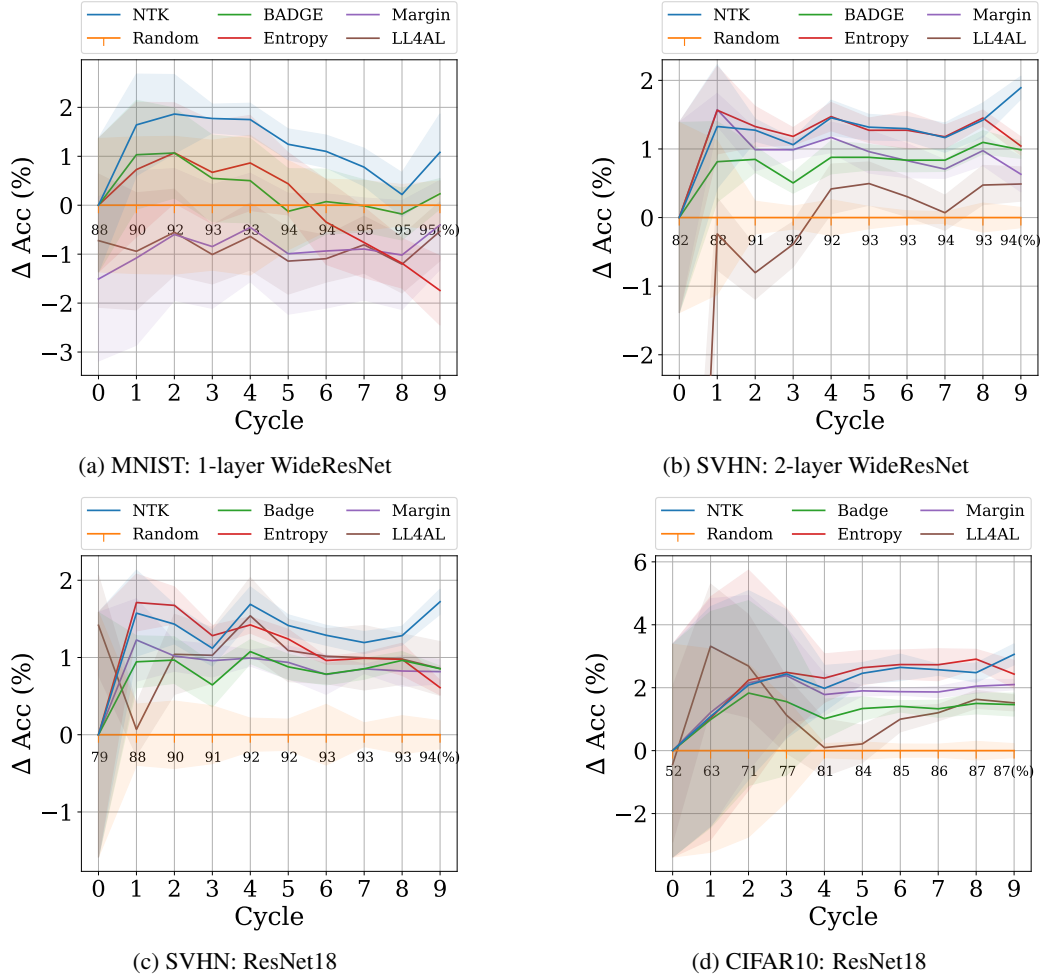 NTK BADGE Margin
Random Entropy LL4AL
2
1
0
−1
−2
−3
Δ Acc (%)
88 90 92 93 93 94 94 95 95 95(%)
0 1 2 3 4 5 6 7 8 9
Cycle
(a) MNIST: 1-layer WideResNet
NTK BADGE Margin
Random Entropy LL4AL
2
1
0
−1
−2
Δ Acc (%)
82 88 91 92 92 93 93 94 93 94(%)
0 1 2 3 4 5 6 7 8 9
Cycle
(b) SVHN: 2-layer WideResNet
NTK Badge Margin
Random Entropy LL4AL
2
1
0
−1
Δ Acc (%)
79 88 90 91 92 92 93 93 93 94(%)
0 1 2 3 4 5 6 7 8 9
Cycle
(c) SVHN: ResNet18
NTK Badge Margin
Random Entropy LL4AL
6
4
2
0
−2
Δ Acc (%)
52 63 71 77 81 84 85 86 87 87(%)
0 1 2 3 4 5 6 7 8 9
Cycle
(d) CIFAR10: ResNet18